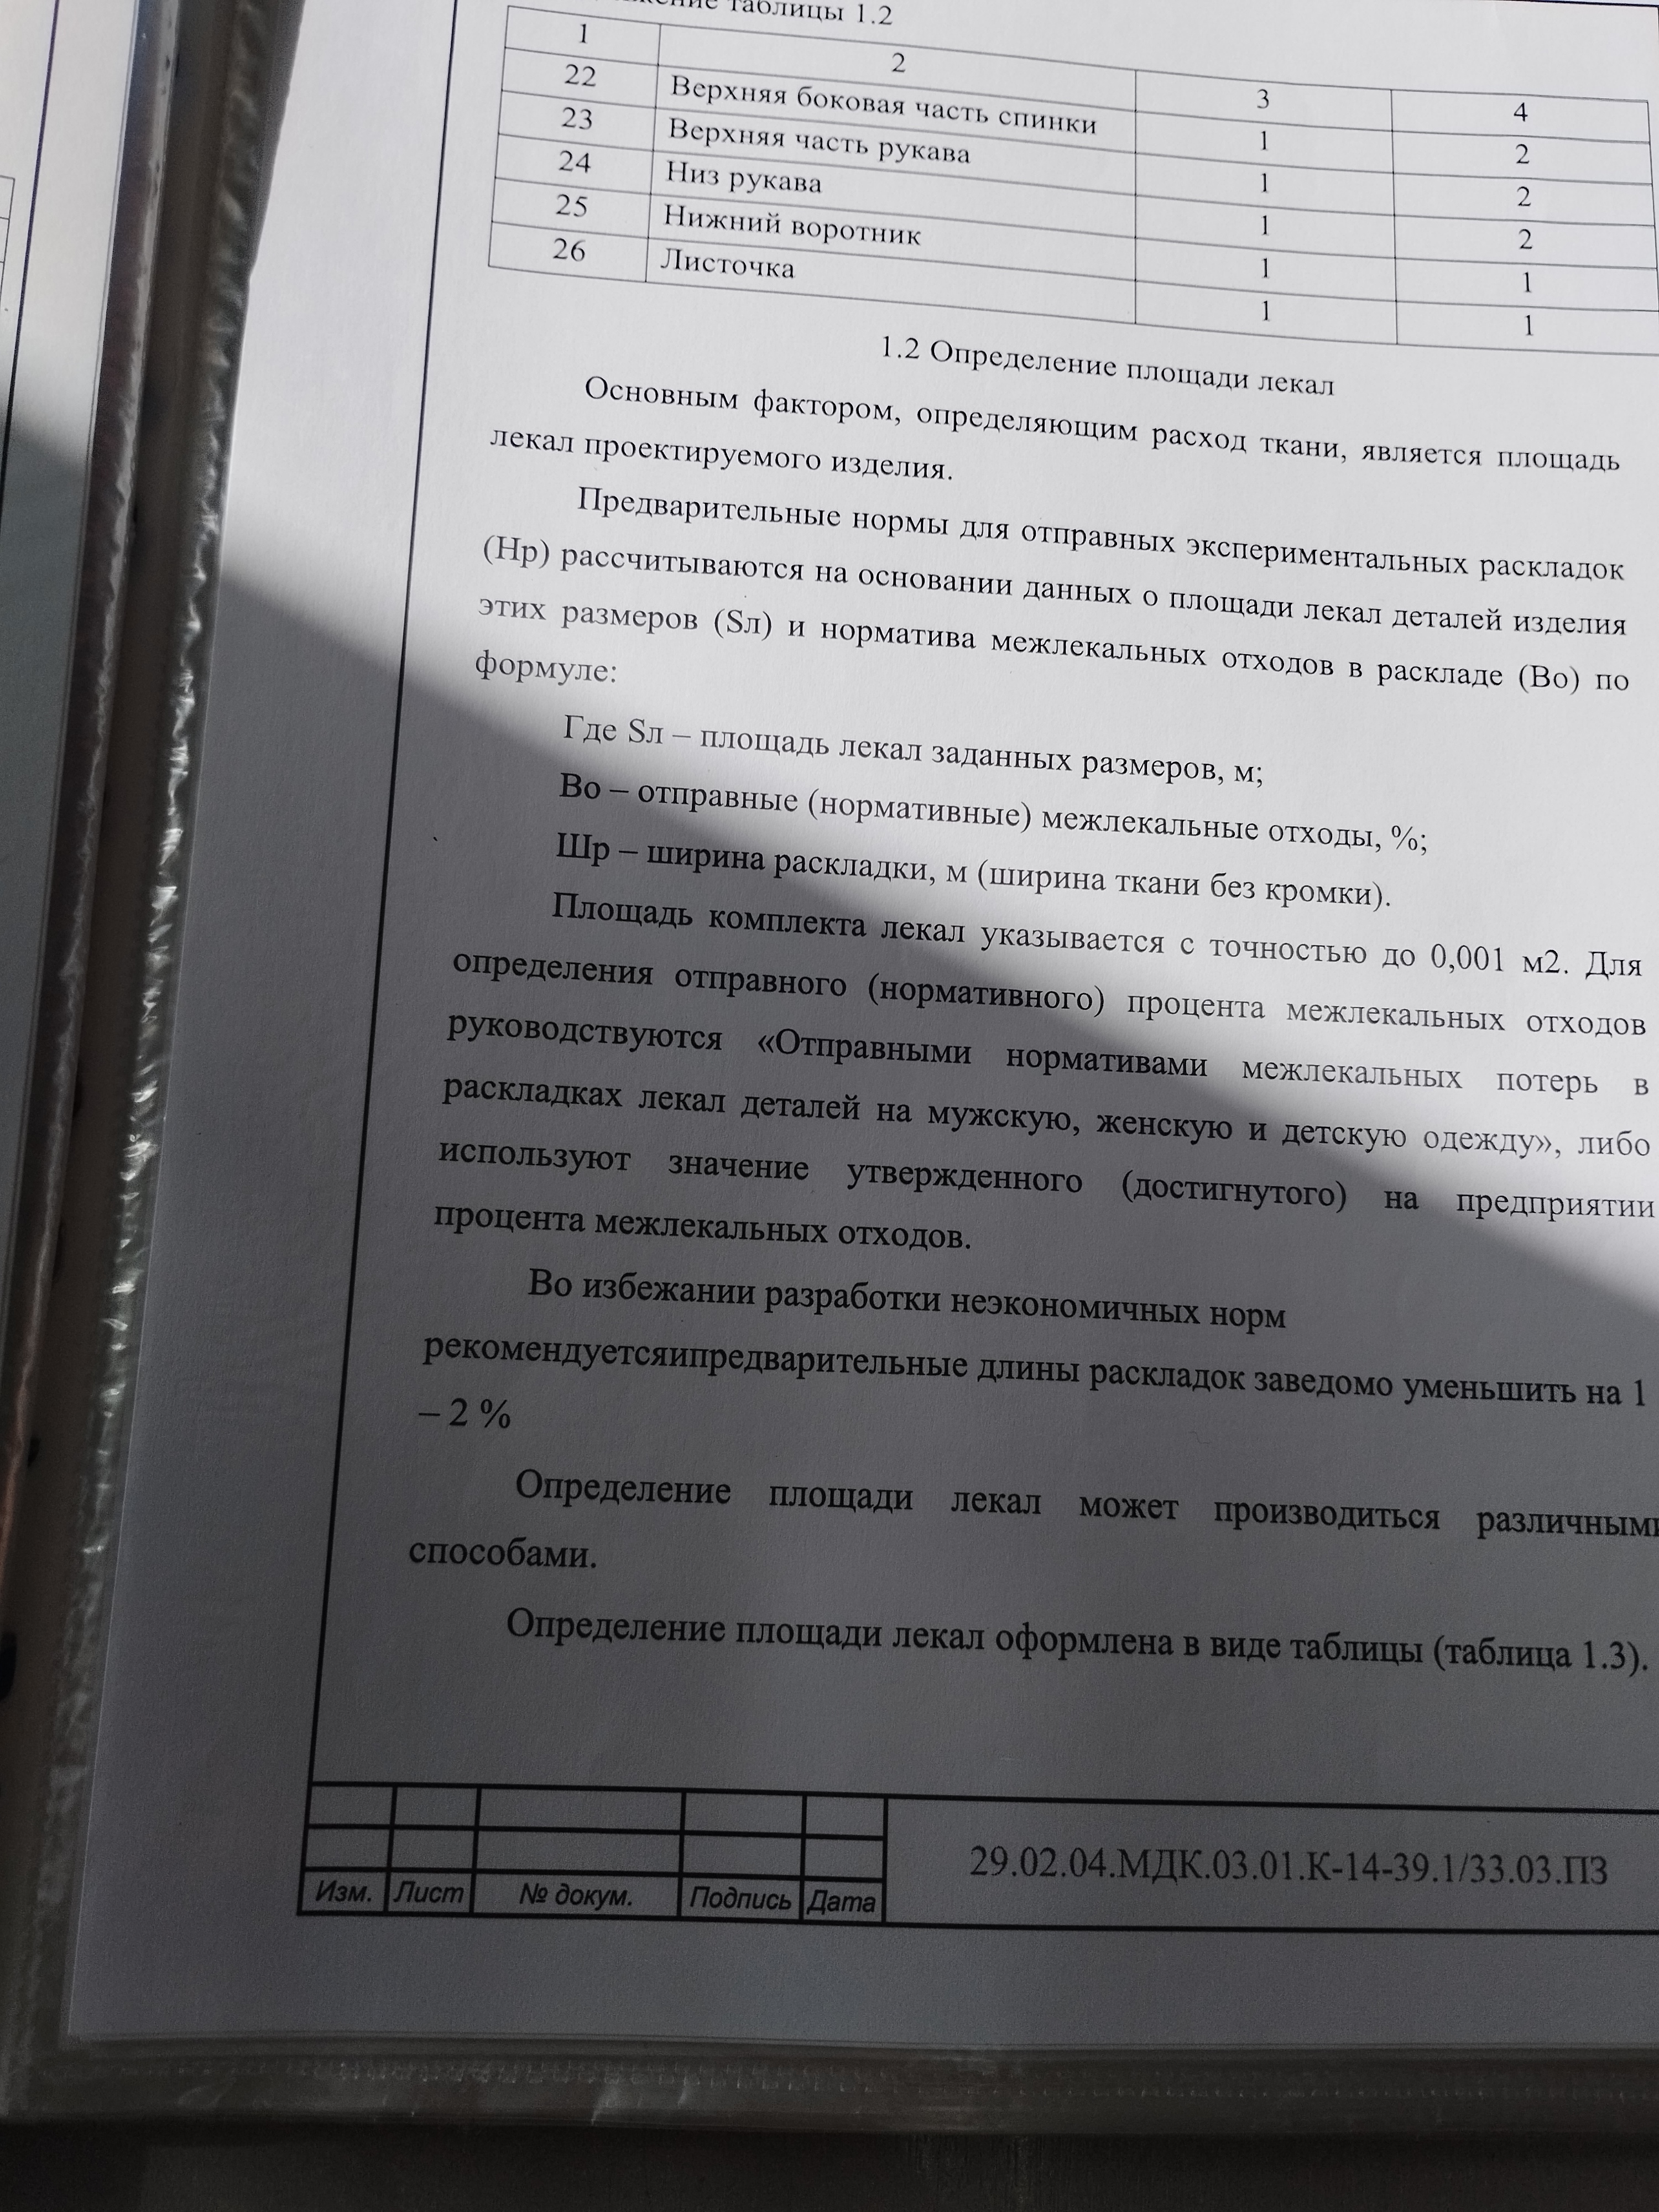 таблицы 1.2
1 2 3 4
22 Верхняя боковая часть спинки 1 2
23 Верхняя часть рукава 1 2
24 Низ рукава 1 2
25 Нижний воротник 1 1
26 Листочка 1 1
1.2 Определение площади лекал
Основным фактором, определяющим расход ткани, является площадь
лекал проектируемого изделия.
Предварительные нормы для отправных экспериментальных раскладок
(Нр) рассчитываются на основании данных о площади лекал деталей изделия
этих размеров (Sл) и норматива межлекальных отходов в раскладе (Во) по
формуле:
Где Sл – площадь лекал заданных размеров, м;
Во – отправные (нормативные) межлекальные отходы, %;
Шр – ширина раскладки, м (ширина ткани без кромки).
Площадь комплекта лекал указывается с точностью до 0,001 м2. Для
определения отправного (нормативного) процента межлекальных отходов
руководствуются «Отправными нормативами межлекальных потерь в
раскладках лекал деталей на мужскую, женскую и детскую одежду», либо
используют значение утвержденного (достигнутого) на предприятии
процента межлекальных отходов.
Во избежании разработки неэкономичных норм
рекомендуетсяипредварительные длины раскладок заведомо уменьшить на 1
– 2 %
Определение площади лекал может производиться различными
способами.
Определение площади лекал оформлена в виде таблицы (таблица 1.3).
29.02.04.МДК.03.01.К-14-39.1/33.03.ПЗ
Изм. Лист № докум. Подпись Дата